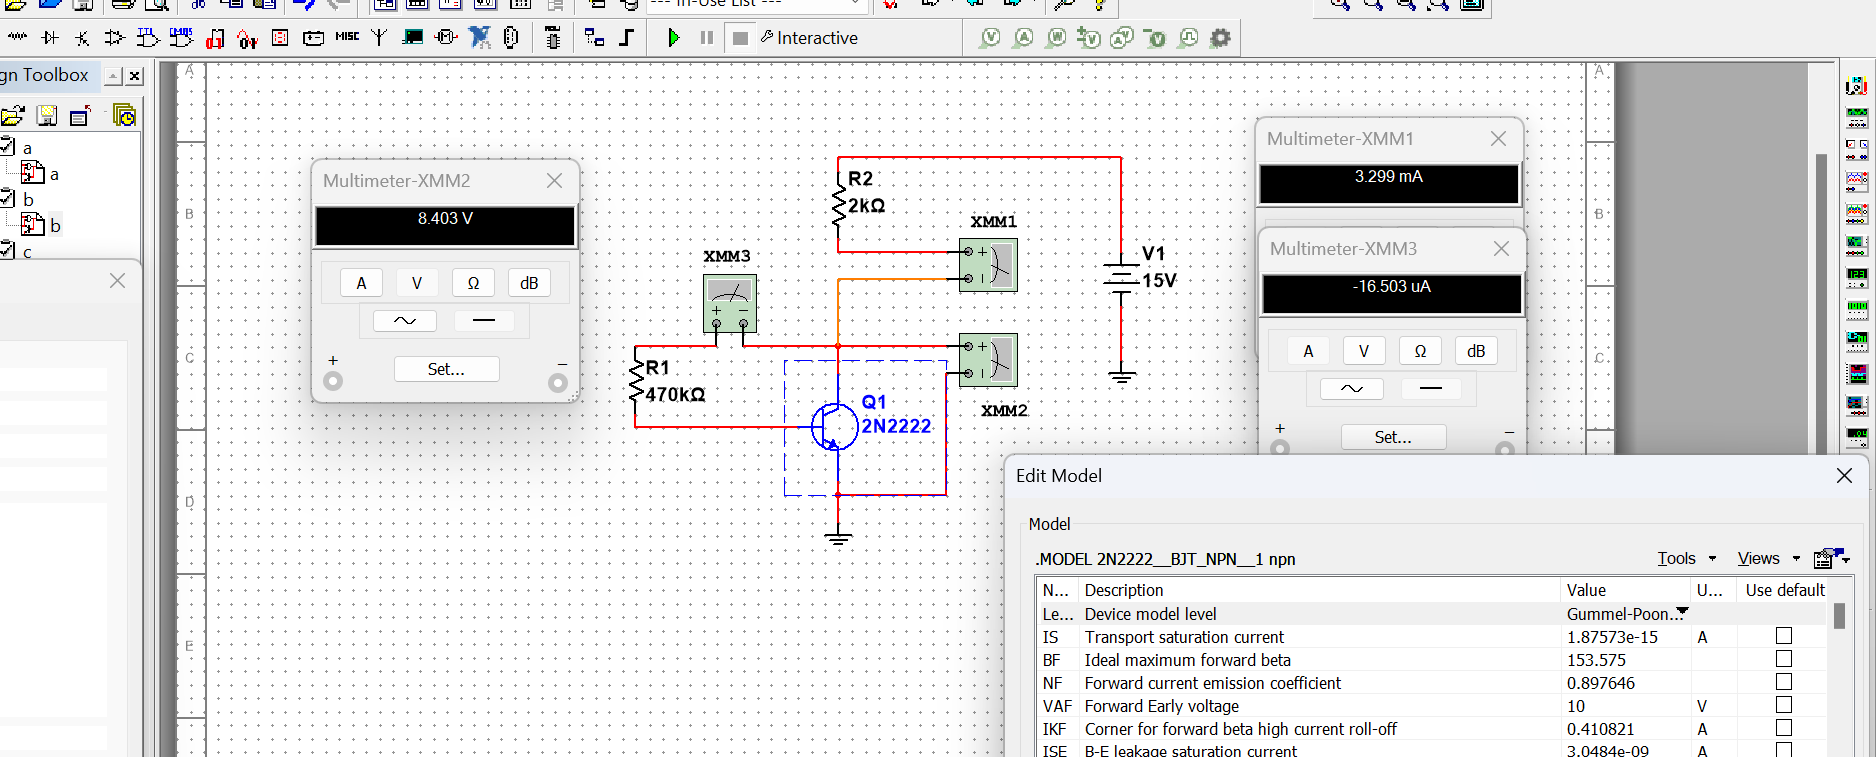 --- In-Use List ---
TTL
CMOS
MISC
Interactive
gn Toolbox
a
a
b
b
c
A
B
C
D
E
A
B
C
Multimeter-XMM2
8.403 V
A V Ω dB
+ –
Set...
R2
2kΩ
XMM1
+
XMM3
+ –
V1
15V
R1
470kΩ
+
XMM2
Q1
2N2222
Multimeter-XMM1
3.299 mA
Multimeter-XMM3
-16.503 uA
A V Ω dB
+ –
Set...
Edit Model
Model
.MODEL 2N2222__BJT_NPN__1 npn
Tools Views
N... Description Value U... Use default
Le... Device model level Gummel-Poon...
IS Transport saturation current 1.87573e-15 A
BF Ideal maximum forward beta 153.575
NF Forward current emission coefficient 0.897646
VAF Forward Early voltage 10 V
IKF Corner for forward beta high current roll-off 0.410821 A
ISE B-E leakage saturation current 3.0484e-09 A